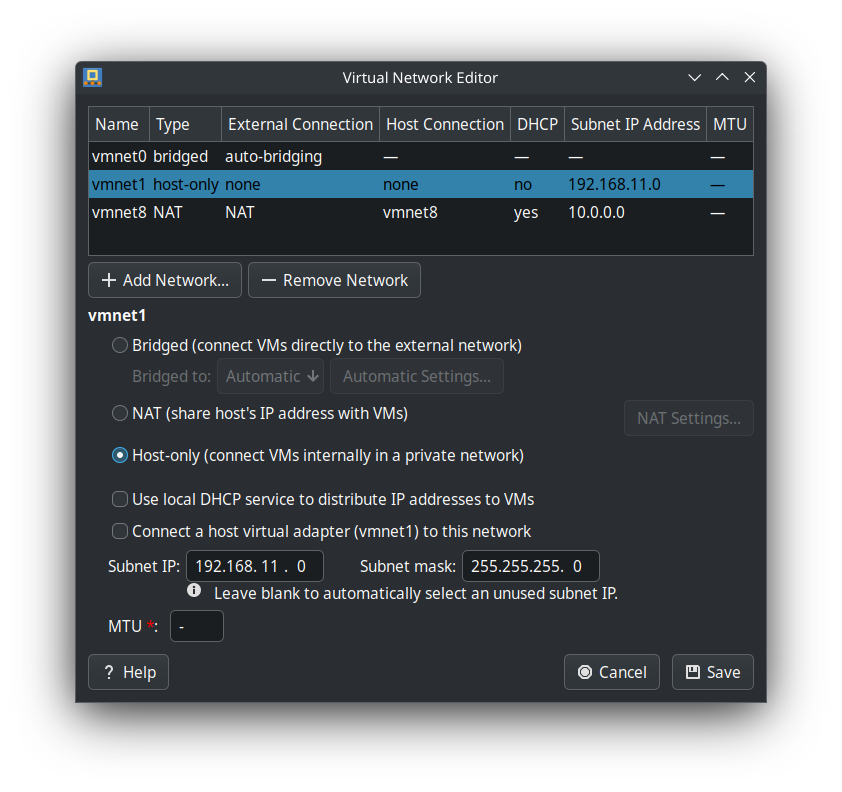 Virtual Network Editor
Name Type External Connection Host Connection DHCP Subnet IP Address MTU
vmnet0 bridged auto-bridging — — — —
vmnet1 host-only none none no 192.168.11.0 —
vmnet8 NAT NAT vmnet8 yes 10.0.0.0 —
Add Network... Remove Network
vmnet1
Bridged (connect VMs directly to the external network)
Bridged to: Automatic Automatic Settings...
NAT (share host's IP address with VMs)
NAT Settings...
Host-only (connect VMs internally in a private network)
Use local DHCP service to distribute IP addresses to VMs
Connect a host virtual adapter (vmnet1) to this network
Subnet IP: 192.168. 11 . 0 Subnet mask: 255.255.255. 0
Leave blank to automatically select an unused subnet IP.
MTU *: -
? Help Cancel Save